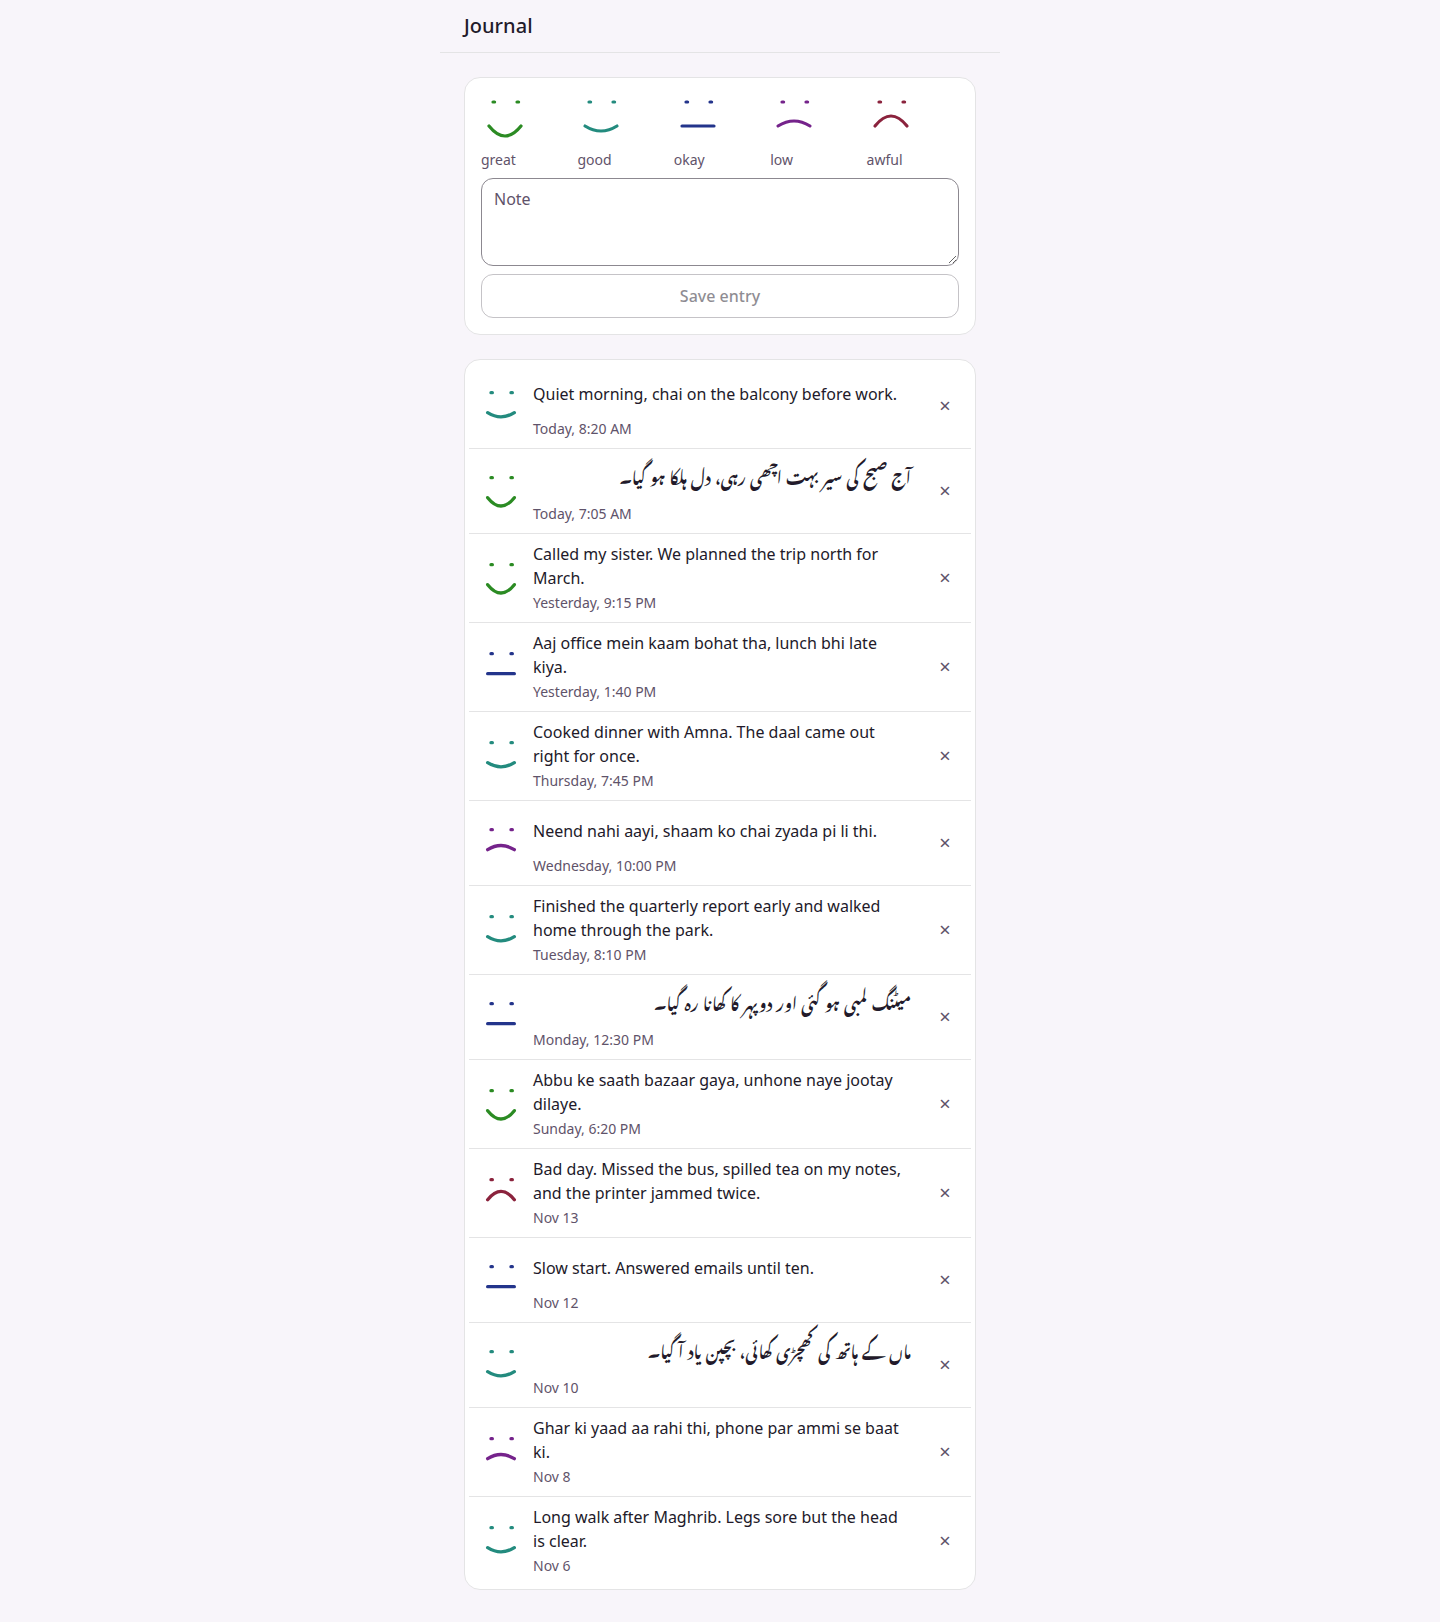 Journal
great
good
okay
low
awful
Note
Save entry
Quiet morning, chai on the balcony before work.
Today, 8:20 AM
آج صبح کی سیر بہت اچھی رہی، دل ہلکا ہو گیا۔
Today, 7:05 AM
Called my sister. We planned the trip north for
March.
Yesterday, 9:15 PM
Aaj office mein kaam bohat tha, lunch bhi late
kiya.
Yesterday, 1:40 PM
Cooked dinner with Amna. The daal came out
right for once.
Thursday, 7:45 PM
Neend nahi aayi, shaam ko chai zyada pi li thi.
Wednesday, 10:00 PM
Finished the quarterly report early and walked
home through the park.
Tuesday, 8:10 PM
میٹنگ لمبی ہو گئی اور دوپہر کا کھانا رہ گیا۔
Monday, 12:30 PM
Abbu ke saath bazaar gaya, unhone naye jootay
dilaye.
Sunday, 6:20 PM
Bad day. Missed the bus, spilled tea on my notes,
and the printer jammed twice.
Nov 13
Slow start. Answered emails until ten.
Nov 12
ماں کے ہاتھ کی کھچڑی کھائی، بچپن یاد آ گیا۔
Nov 10
Ghar ki yaad aa rahi thi, phone par ammi se baat
ki.
Nov 8
Long walk after Maghrib. Legs sore but the head
is clear.
Nov 6